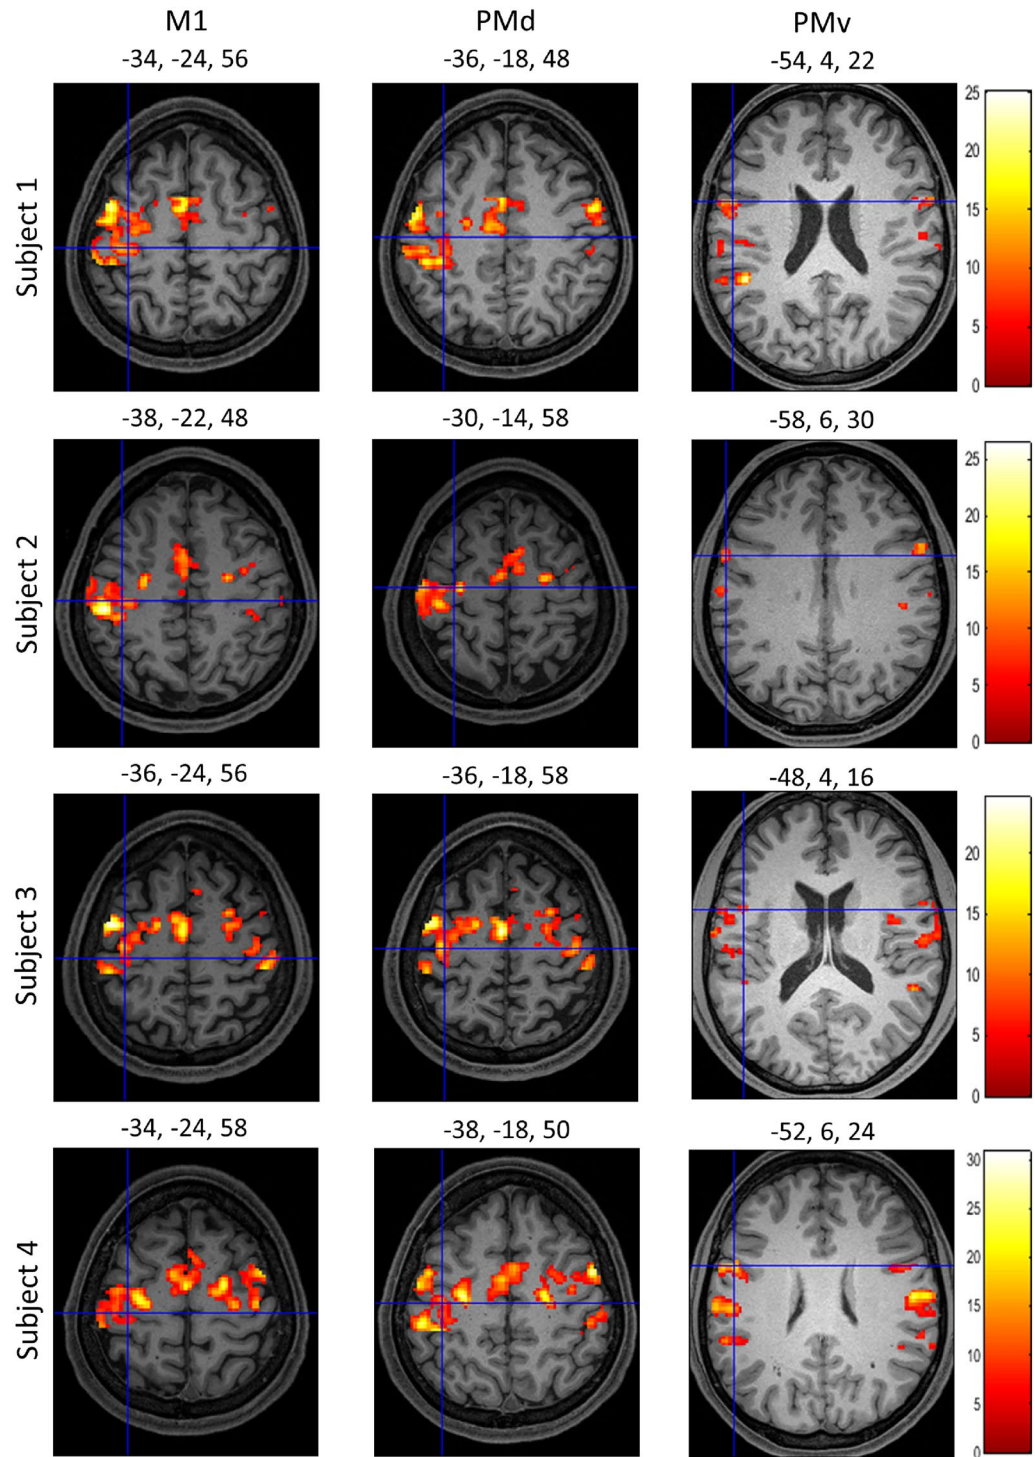 M1 PMd PMv
-34, -24, 56 -36, -18, 48 -54, 4, 22
Subject 1
25
20
15
10
5
0
-38, -22, 48 -30, -14, 58 -58, 6, 30
Subject 2
25
20
15
10
5
0
-36, -24, 56 -36, -18, 58 -48, 4, 16
Subject 3
20
15
10
5
0
-34, -24, 58 -38, -18, 50 -52, 6, 24
Subject 4
30
25
20
15
10
5
0